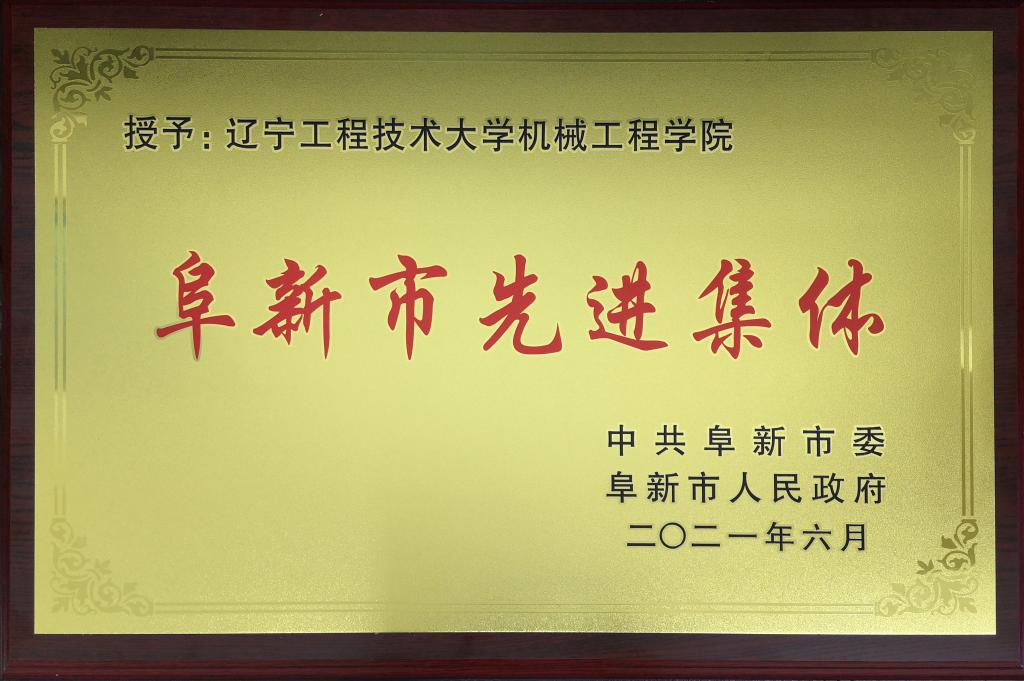 授予：辽宁工程技术大学机械工程学院
阜新市先进集体
中共阜新市委
阜新市人民政府
二〇二一年六月